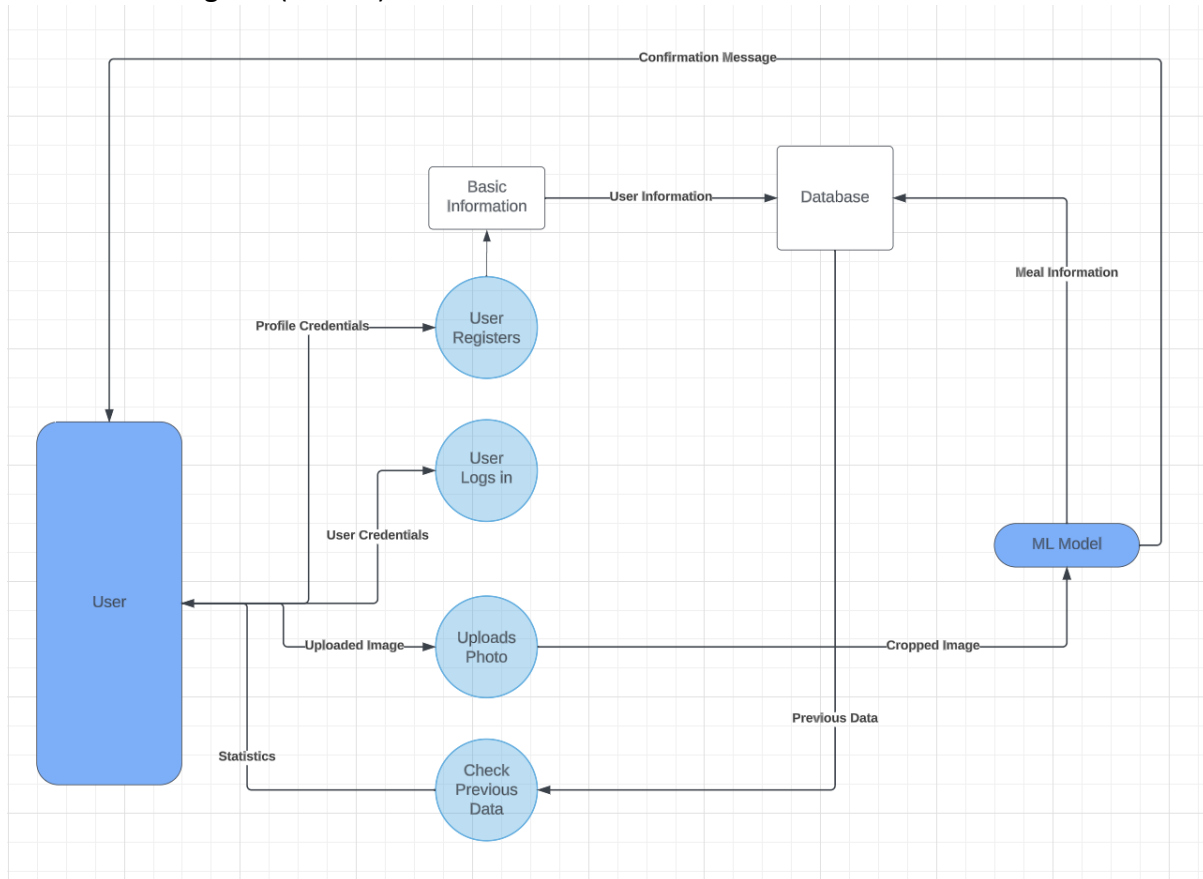 Confirmation Message
Basic
Information
User Information
Database
Meal Information
User
Registers
Profile Credentials
User
Logs in
User Credentials
ML Model
User
Uploaded Image
Uploads
Photo
Cropped Image
Previous Data
Statistics
Check
Previous
Data